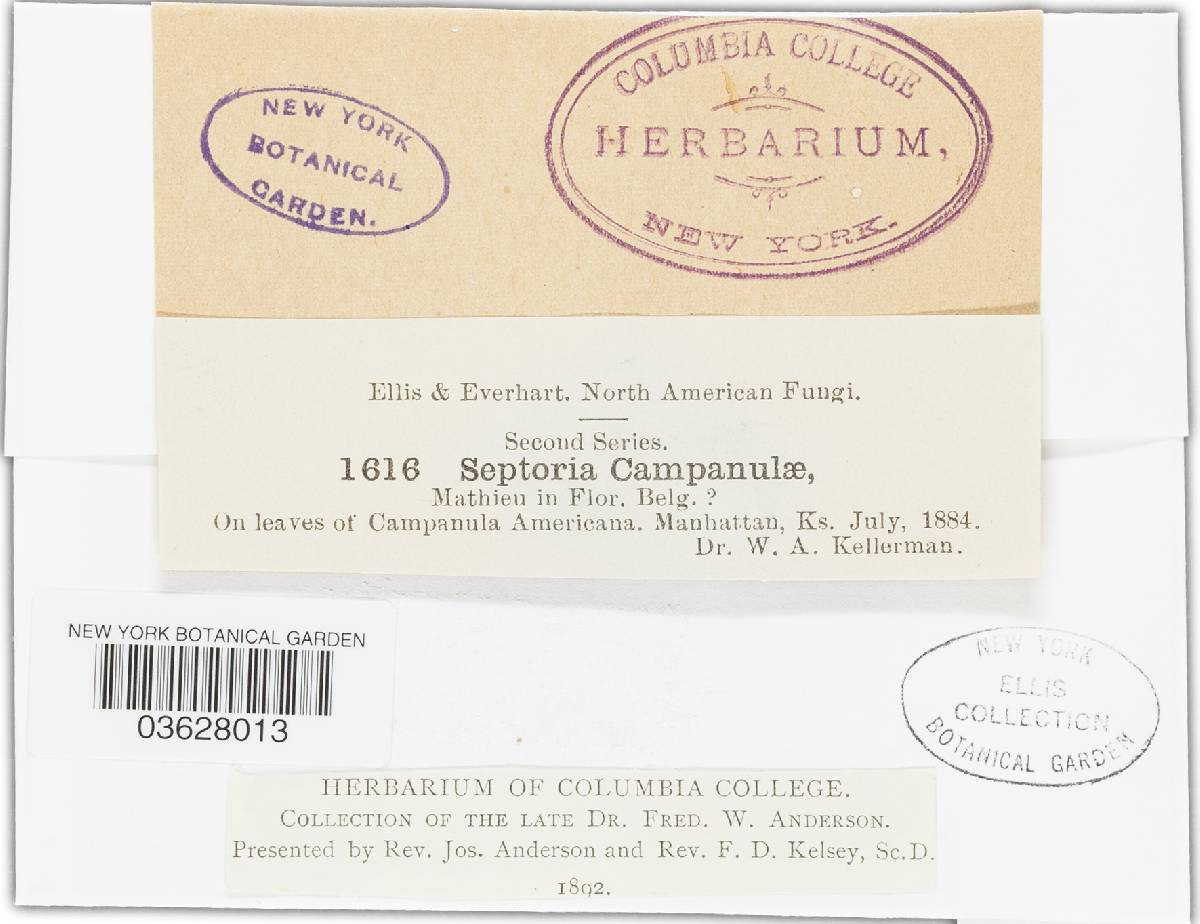 NEW YORK
BOTANICAL
GARDEN.
COLUMBIA COLLEGE
HERBARIUM,
NEW YORK.
Ellis & Everhart. North American Fungi.
Second Series.
1616 Septoria Campanulæ,
Mathieu in Flor. Belg. ?
On leaves of Campanula Americana. Manhattan, Ks. July, 1884.
Dr. W. A. Kellerman.
NEW YORK BOTANICAL GARDEN
03628013
NEW YORK
ELLIS
COLLECTION
BOTANICAL GARDEN
HERBARIUM OF COLUMBIA COLLEGE.
COLLECTION OF THE LATE DR. FRED. W. ANDERSON.
Presented by Rev. Jos. Anderson and Rev. F. D. Kelsey, Sc.D.
1892.